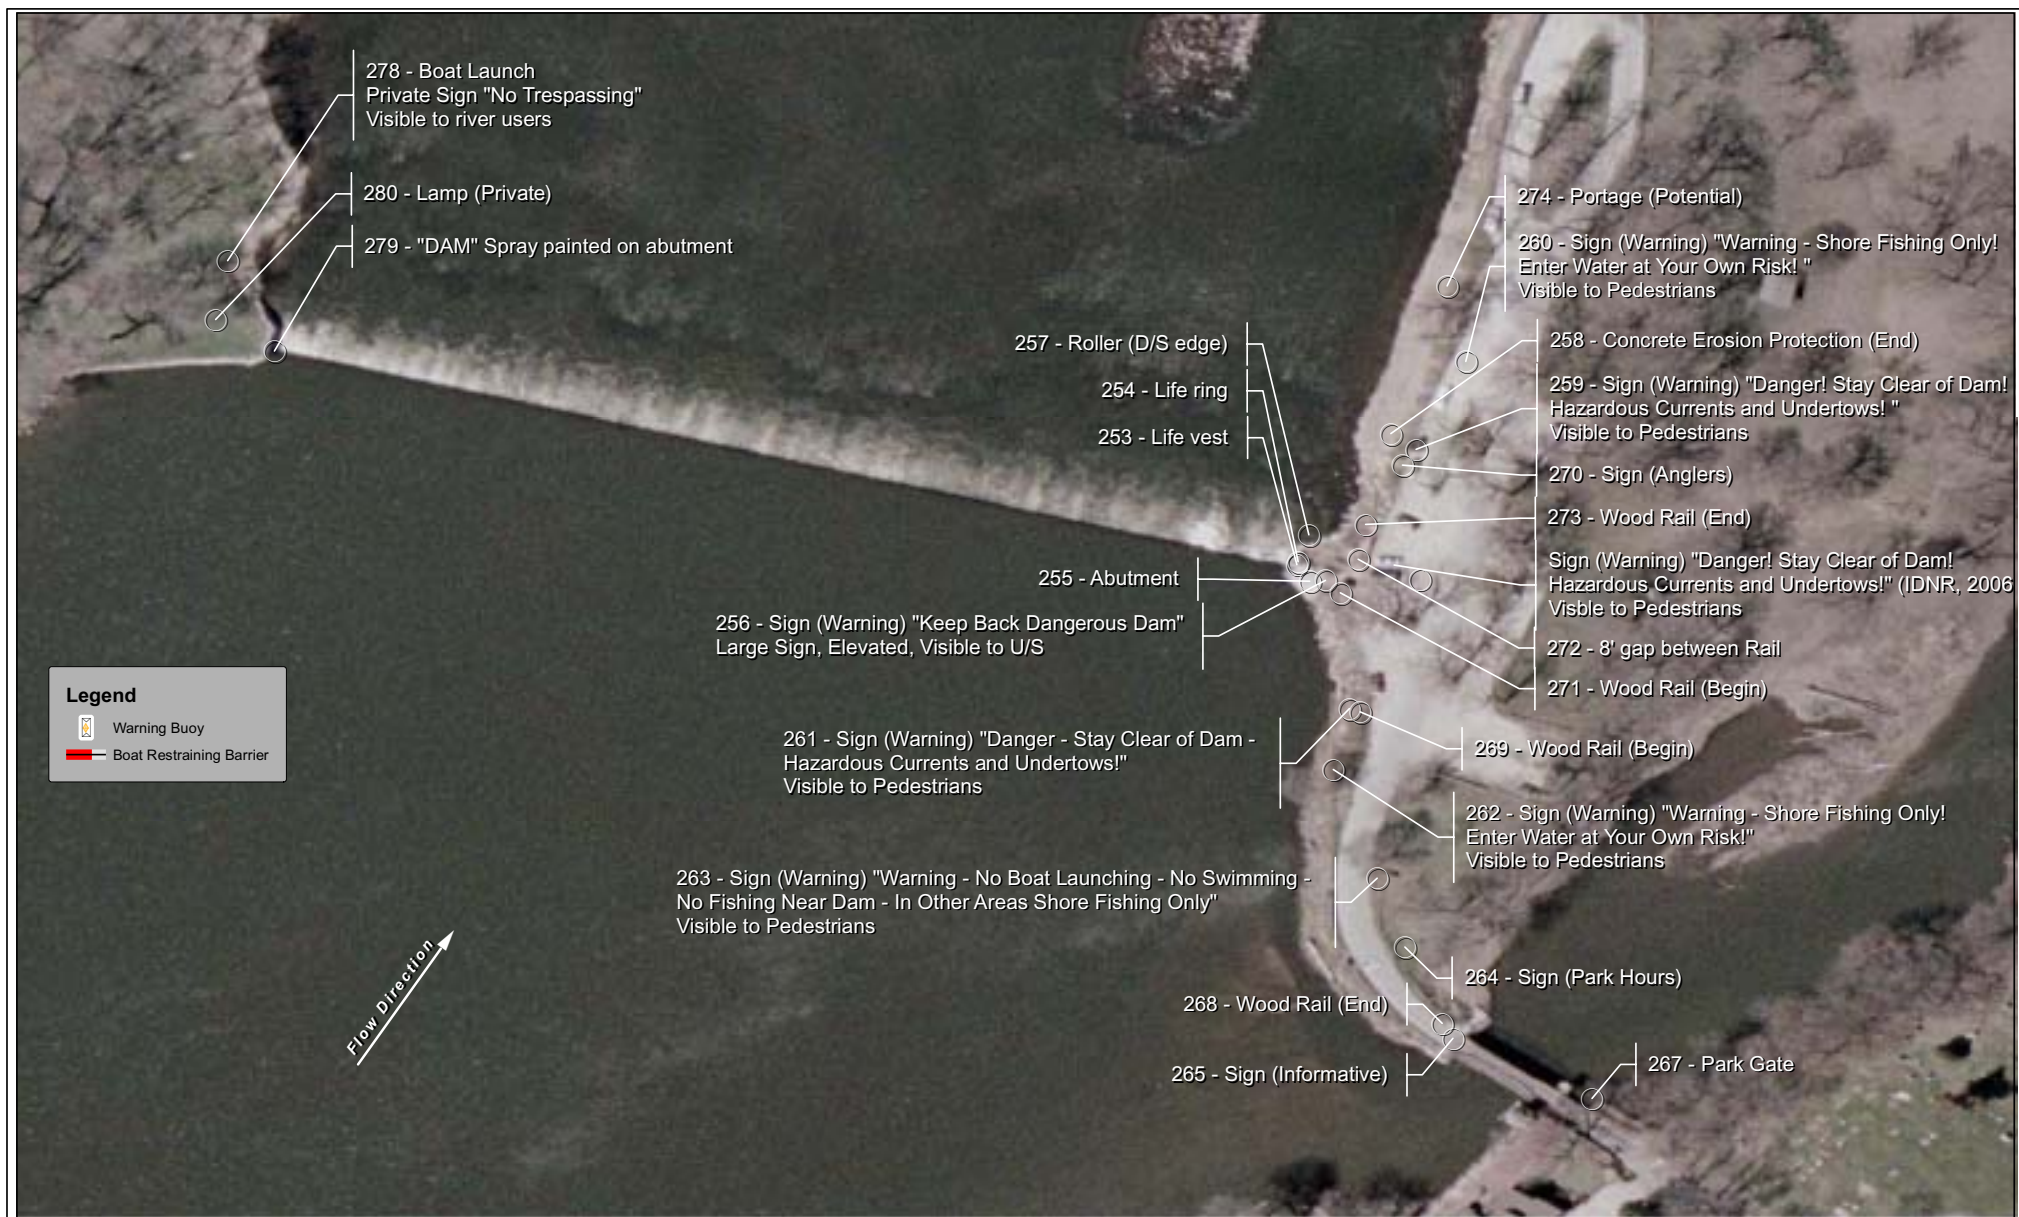 278 - Boat Launch
Private Sign "No Trespassing"
Visible to river users
280 - Lamp (Private)
279 - "DAM" Spray painted on abutment
274 - Portage (Potential)
260 - Sign (Warning) "Warning - Shore Fishing Only!
Enter Water at Your Own Risk! "
Visible to Pedestrians
257 - Roller (D/S edge)
254 - Life ring
253 - Life vest
258 - Concrete Erosion Protection (End)
259 - Sign (Warning) "Danger! Stay Clear of Dam!
Hazardous Currents and Undertows! "
Visible to Pedestrians
270 - Sign (Anglers)
273 - Wood Rail (End)
Sign (Warning) "Danger! Stay Clear of Dam!
Hazardous Currents and Undertows!" (IDNR, 2006
Visble to Pedestrians
255 - Abutment
256 - Sign (Warning) "Keep Back Dangerous Dam"
Large Sign, Elevated, Visible to U/S
272 - 8' gap between Rail
271 - Wood Rail (Begin)
Legend
Warning Buoy
Boat Restraining Barrier
261 - Sign (Warning) "Danger - Stay Clear of Dam -
Hazardous Currents and Undertows!"
Visible to Pedestrians
269 - Wood Rail (Begin)
262 - Sign (Warning) "Warning - Shore Fishing Only!
Enter Water at Your Own Risk!"
Visible to Pedestrians
263 - Sign (Warning) "Warning - No Boat Launching - No Swimming -
No Fishing Near Dam - In Other Areas Shore Fishing Only"
Visible to Pedestrians
Flow Direction
264 - Sign (Park Hours)
268 - Wood Rail (End)
265 - Sign (Informative)
267 - Park Gate